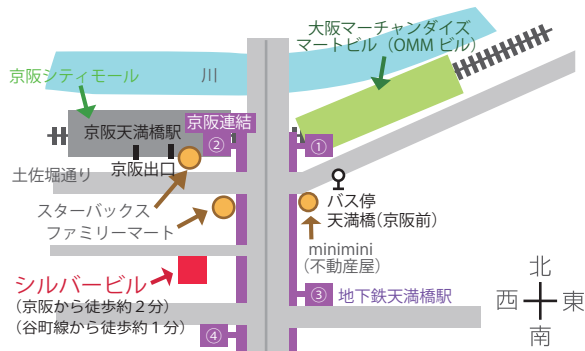 大阪マーチャンダイズ
マートビル（OMM ビル）
京阪シティモール
川
京阪連結
京阪天満橋駅
②
①
京阪出口
土佐堀通り
バス停
天満橋(京阪前)
スターバックス
ファミリーマート
minimini
（不動産屋）
シルバービル
（京阪から徒歩約２分）
（谷町線から徒歩約１分）
③
地下鉄天満橋駅
④
北
西
東
南